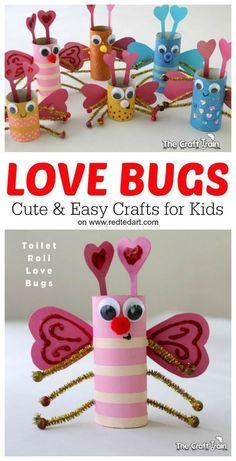 The Craft Train
LOVE BUGS
Cute & Easy Crafts for Kids
on www.redtedart.com
Toilet
Roll
Love
Bugs
The Craft Train